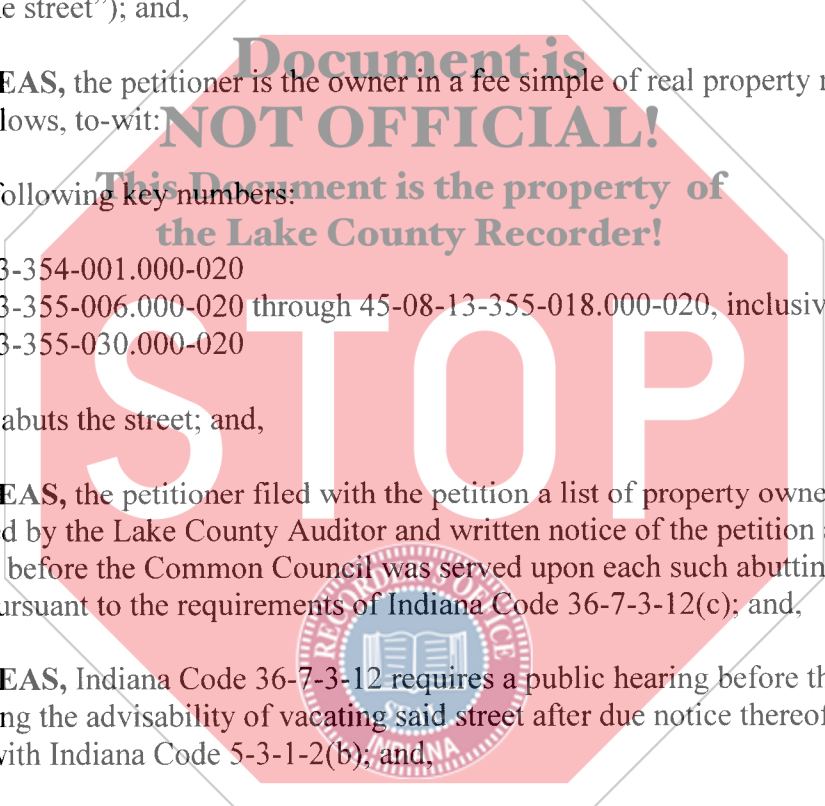 e street”); and,
Document is
EAS, the petitioner is the owner in a fee simple of real property
lows, to-wit:
NOT OFFICIAL!
This Document is the property of
ollowing key numbers:
the Lake County Recorder!
3-354-001.000-020
3-355-006.000-020 through 45-08-13-355-018.000-020, inclusiv
3-355-030.000-020
STOP
abuts the street; and,
EAS, the petitioner filed with the petition a list of property owne
d by the Lake County Auditor and written notice of the petition
before the Common Council was served upon each such abuttin
ursuant to the requirements of Indiana Code 36-7-3-12(c); and,
RECORDER'S OFFICE
EAS, Indiana Code 36-7-3-12 requires a public hearing before th
ng the advisability of vacating said street after due notice thereof
SEAL
with Indiana Code 5-3-1-2(b); and,
INDIANA